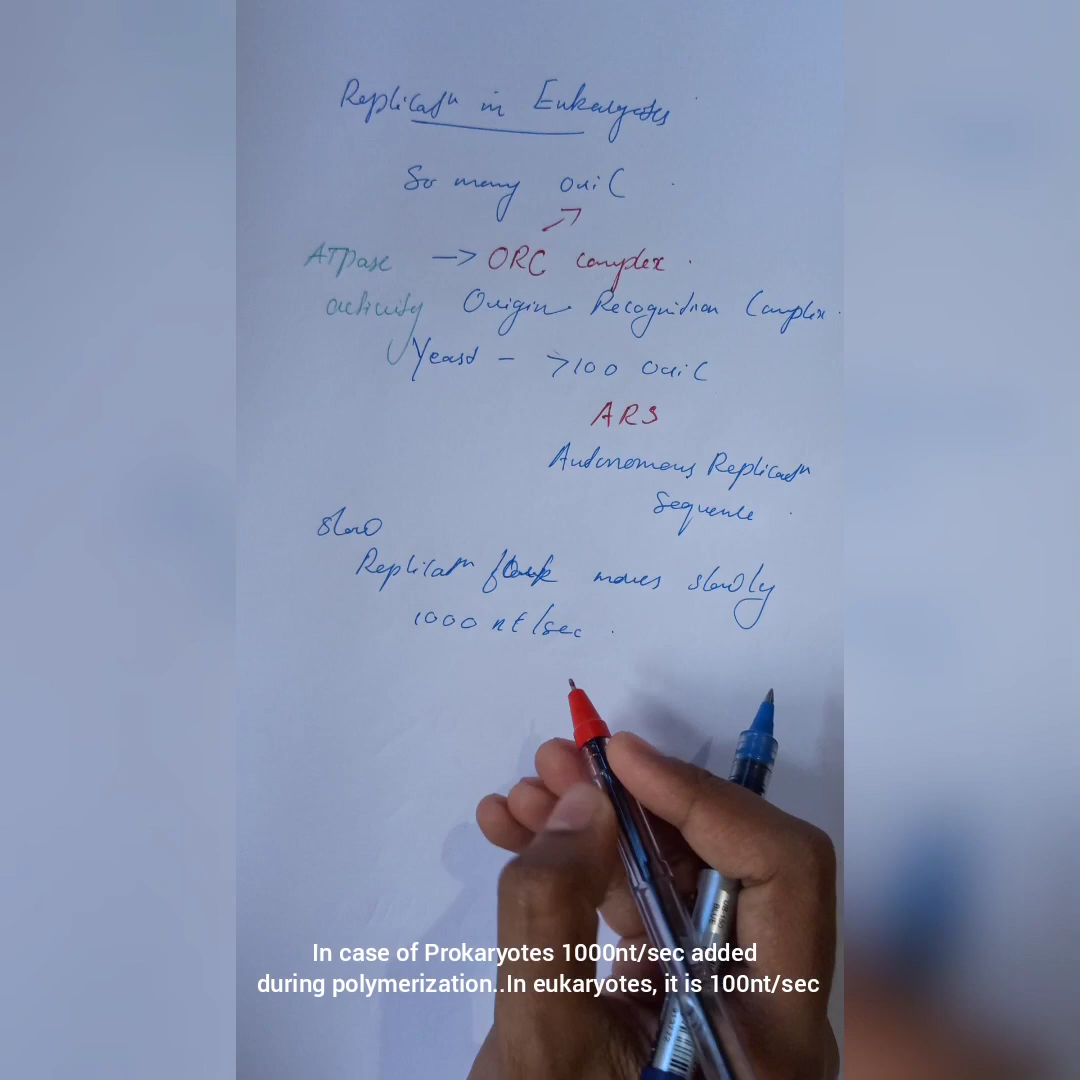 Replicatn in Eukaryotes
So many OriC
ATPase → ORC complex.
activity Origin Recognition Complex.
Yeast - >100 OriC
ARS
Autonomous Replicatn
Sequence.
slow
Replicatn fork moves slowly
1000 nt/sec.
In case of Prokaryotes 1000nt/sec added
during polymerization..In eukaryotes, it is 100nt/sec